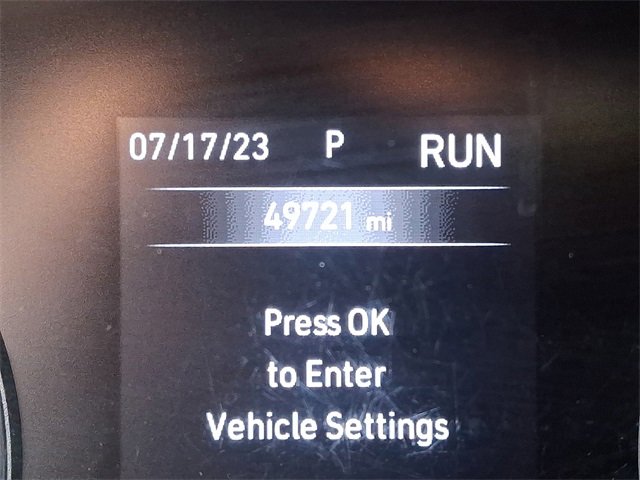 07/17/23 P RUN
49721 mi
Press OK
to Enter
Vehicle Settings